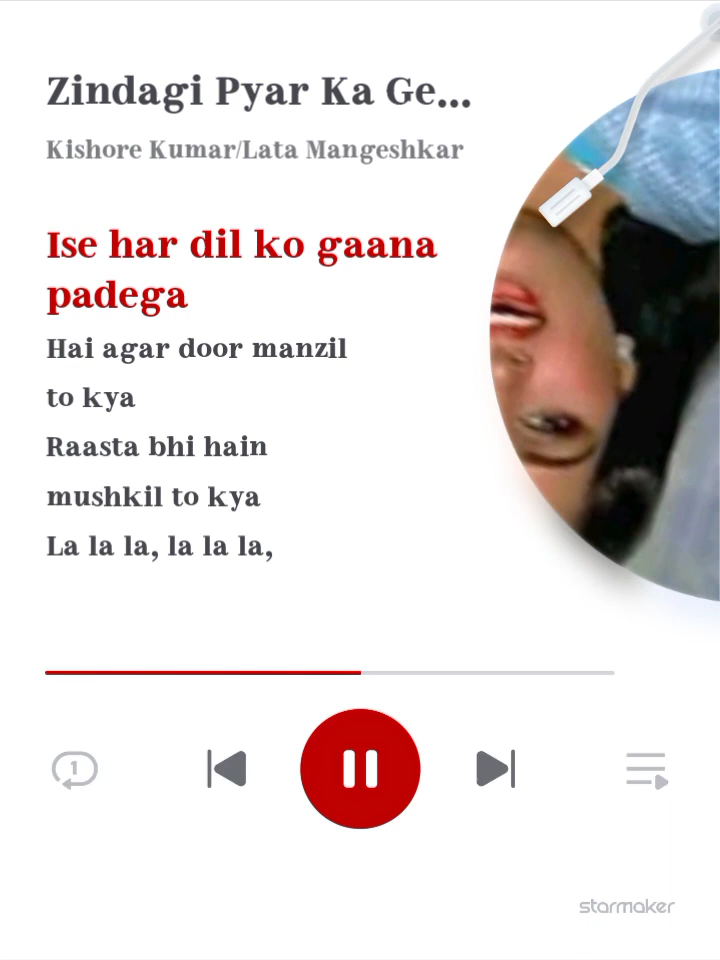 Zindagi Pyar Ka Ge...
Kishore Kumar/Lata Mangeshkar
Ise har dil ko gaana
padega
Hai agar door manzil
to kya
Raasta bhi hain
mushkil to kya
La la la, la la la,
1
starmaker